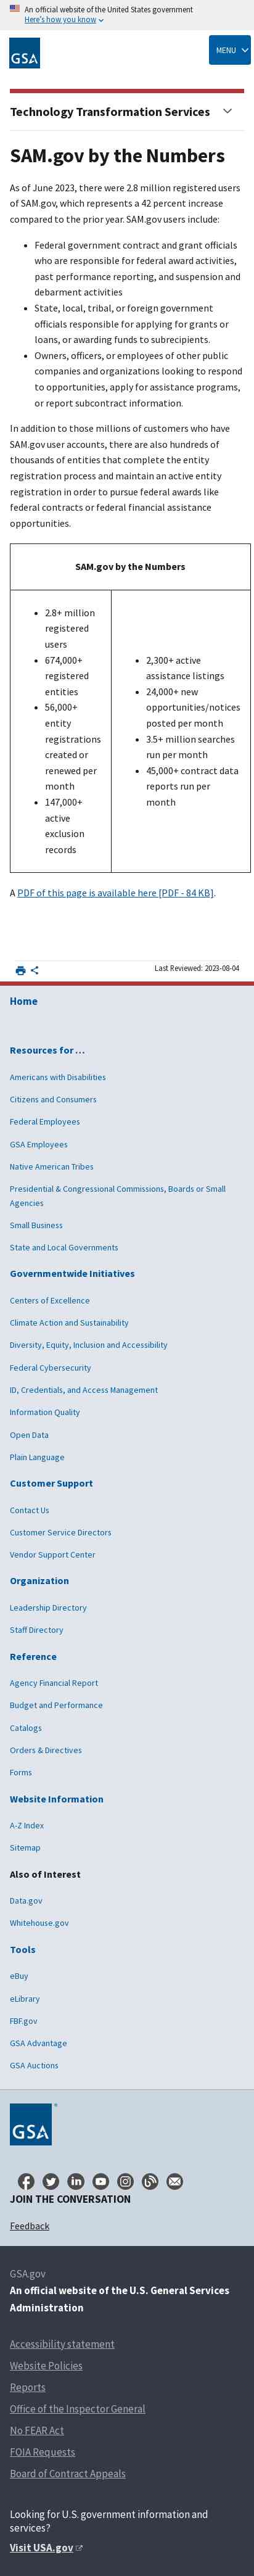 An official website of the United States government
Here's how you know
GSA
MENU
Technology Transformation Services
SAM.gov by the Numbers
As of June 2023, there were 2.8 million registered users
of SAM.gov, which represents a 42 percent increase
compared to the prior year. SAM.gov users include:
• Federal government contract and grant officials
who are responsible for federal award activities,
past performance reporting, and suspension and
debarment activities
• State, local, tribal, or foreign government
officials responsible for applying for grants or
loans, or awarding funds to subrecipients.
• Owners, officers, or employees of other public
companies and organizations looking to respond
to opportunities, apply for assistance programs,
or report subcontract information.
In addition to those millions of customers who have
SAM.gov user accounts, there are also hundreds of
thousands of entities that complete the entity
registration process and maintain an active entity
registration in order to pursue federal awards like
federal contracts or federal financial assistance
opportunities.
SAM.gov by the Numbers
• 2.8+ million
registered
users
• 674,000+
registered
entities
• 56,000+
entity
registrations
created or
renewed per
month
• 147,000+
active
exclusion
records
• 2,300+ active
assistance listings
• 24,000+ new
opportunities/notices
posted per month
• 3.5+ million searches
run per month
• 45,000+ contract data
reports run per
month
A PDF of this page is available here [PDF - 84 KB].
Last Reviewed: 2023-08-04
Home
Resources for …
Americans with Disabilities
Citizens and Consumers
Federal Employees
GSA Employees
Native American Tribes
Presidential & Congressional Commissions, Boards or Small
Agencies
Small Business
State and Local Governments
Governmentwide Initiatives
Centers of Excellence
Climate Action and Sustainability
Diversity, Equity, Inclusion and Accessibility
Federal Cybersecurity
ID, Credentials, and Access Management
Information Quality
Open Data
Plain Language
Customer Support
Contact Us
Customer Service Directors
Vendor Support Center
Organization
Leadership Directory
Staff Directory
Reference
Agency Financial Report
Budget and Performance
Catalogs
Orders & Directives
Forms
Website Information
A-Z Index
Sitemap
Also of Interest
Data.gov
Whitehouse.gov
Tools
eBuy
eLibrary
FBF.gov
GSA Advantage
GSA Auctions
GSA
JOIN THE CONVERSATION
Feedback
GSA.gov
An official website of the U.S. General Services
Administration
Accessibility statement
Website Policies
Reports
Office of the Inspector General
No FEAR Act
FOIA Requests
Board of Contract Appeals
Looking for U.S. government information and
services?
Visit USA.gov